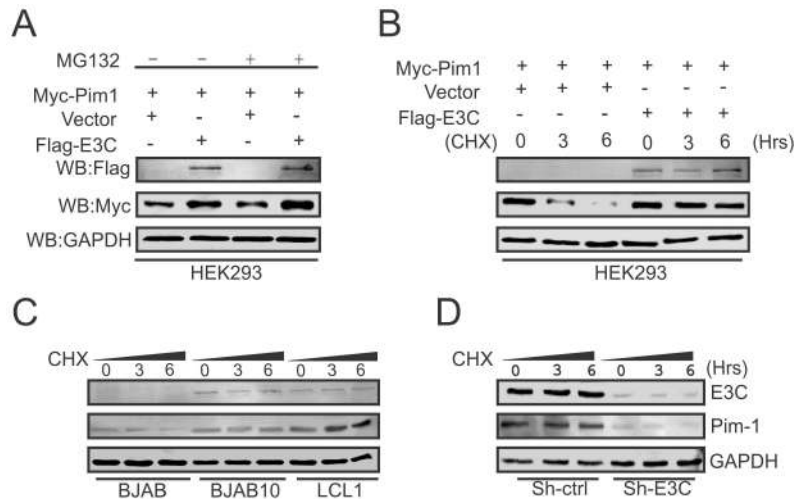 A
MG132 – – + +
Myc-Pim1 + + + +
Vector + - + -
Flag-E3C - + - +
WB:Flag
WB:Myc
WB:GAPDH
HEK293
B
Myc-Pim1 + + + + + +
Vector + + + - - -
Flag-E3C - - - + + +
(CHX) 0 3 6 0 3 6 (Hrs)
HEK293
C
CHX
0 3 6 0 3 6 0 3 6
BJAB BJAB10 LCL1
D
CHX
0 3 6 0 3 6 (Hrs)
E3C
Pim-1
GAPDH
Sh-ctrl Sh-E3C